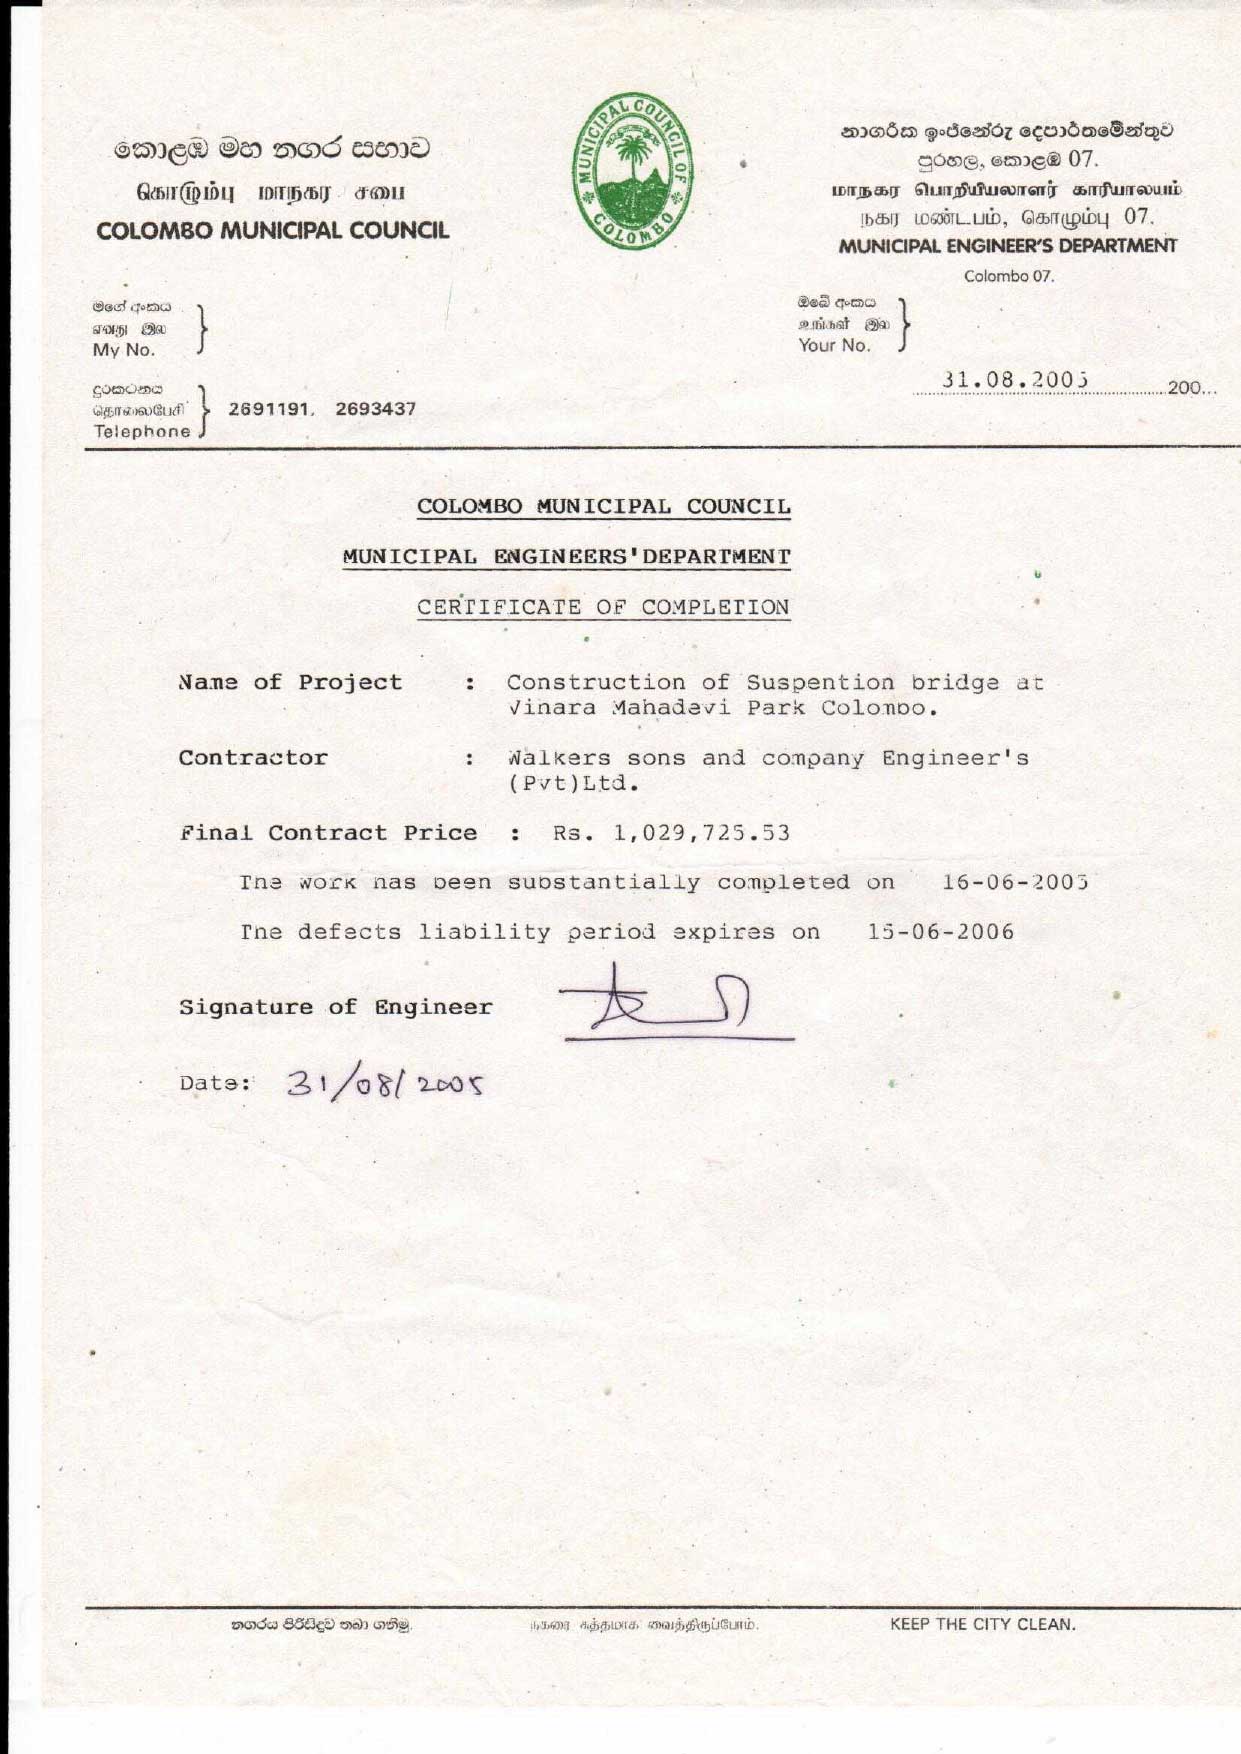 කොළඹ මහ නගර සභාව
கொழும்பு மாநகர சபை
COLOMBO MUNICIPAL COUNCIL
MUNICIPAL COUNCIL OF COLOMBO
නාගරික ඉංජිනේරු දෙපාර්තමේන්තුව
පුරහල, කොළඹ 07.
மாநகர பொறியியலாளர் காரியாலயம்
நகர மண்டபம், கொழும்பு 07.
MUNICIPAL ENGINEER'S DEPARTMENT
Colombo 07.
මගේ අංකය
எனது இல
My No.
ඔබේ අංකය
உங்கள் இல
Your No.
31.08.2005 200...
දුරකථනය
தொலைபேசி
Telephone
2691191, 2693437
COLOMBO MUNICIPAL COUNCIL
MUNICIPAL ENGINEERS'DEPARTMENT
CERTIFICATE OF COMPLETION
Name of Project : Construction of Suspention bridge at
Vihara Mahadevi Park Colombo.
Contractor : Walkers sons and company Engineer's
(Pvt)Ltd.
Final Contract Price : Rs. 1,029,725.53
The work has been substantially completed on 16-06-2005
The defects liability period expires on 15-06-2006
Signature of Engineer
Date: 31/08/2005
නගරය පිරිසිදුව තබා ගනිමු.
நகரை சுத்தமாக வைத்திருப்போம்.
KEEP THE CITY CLEAN.